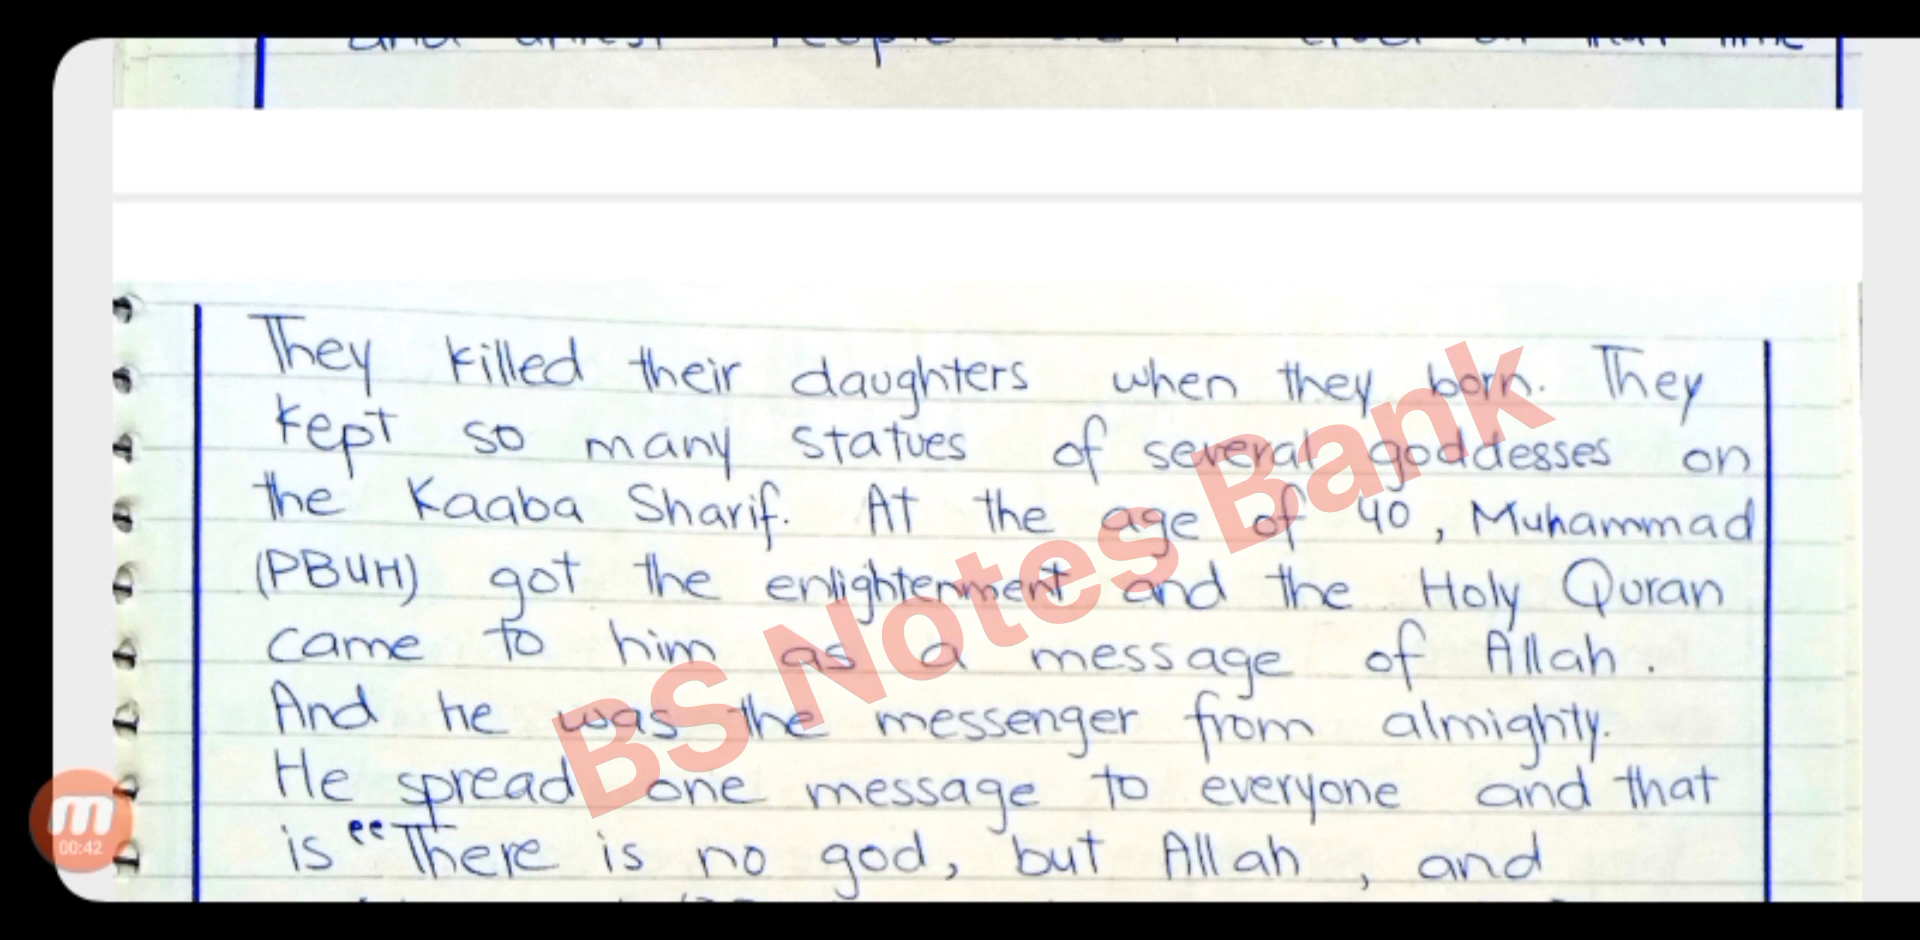 They killed their daughters when they born. They
kept so many statues of several goddesses on
the Kaaba Sharif. At the age of 40, Muhammad
(PBUH) got the enlightenment and the Holy Quran
came to him as a message of Allah.
And he was the messenger from almighty.
He spread one message to everyone and that
is "There is no god, but Allah, and
BS Notes Bank
00:42